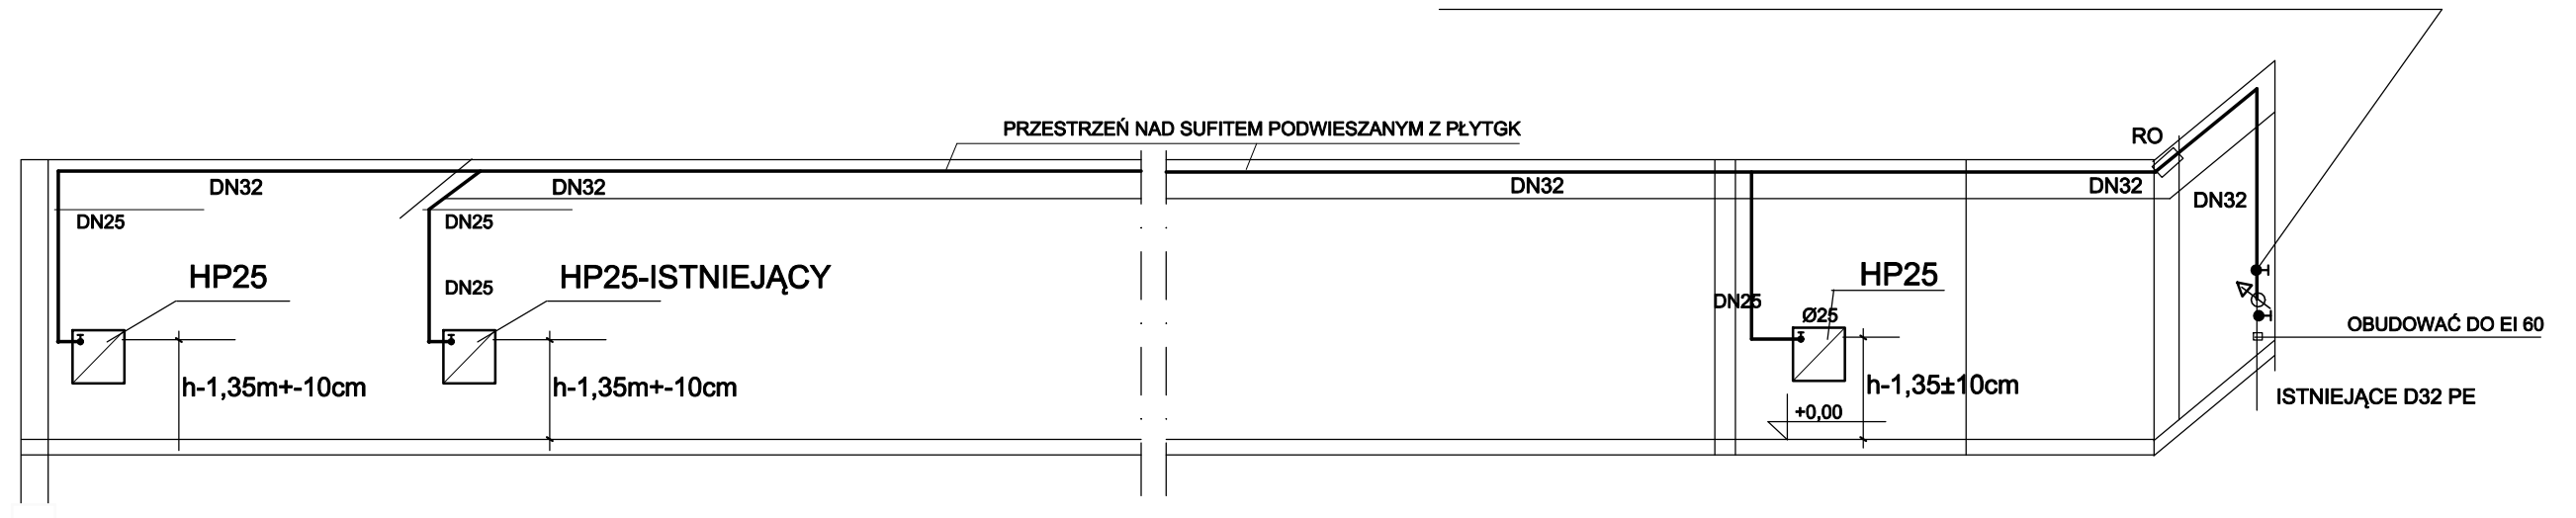 PRZESTRZEŃ NAD SUFITEM PODWIESZANYM Z PŁYTGK
RO
DN32
DN32
DN32
DN32
DN32
DN25
DN25
HP25
HP25-ISTNIEJĄCY
DN25
HP25
DN25
Ø25
OBUDOWAĆ DO EI 60
h-1,35m+-10cm
h-1,35m+-10cm
h-1,35±10cm
ISTNIEJĄCE D32 PE
+0,00